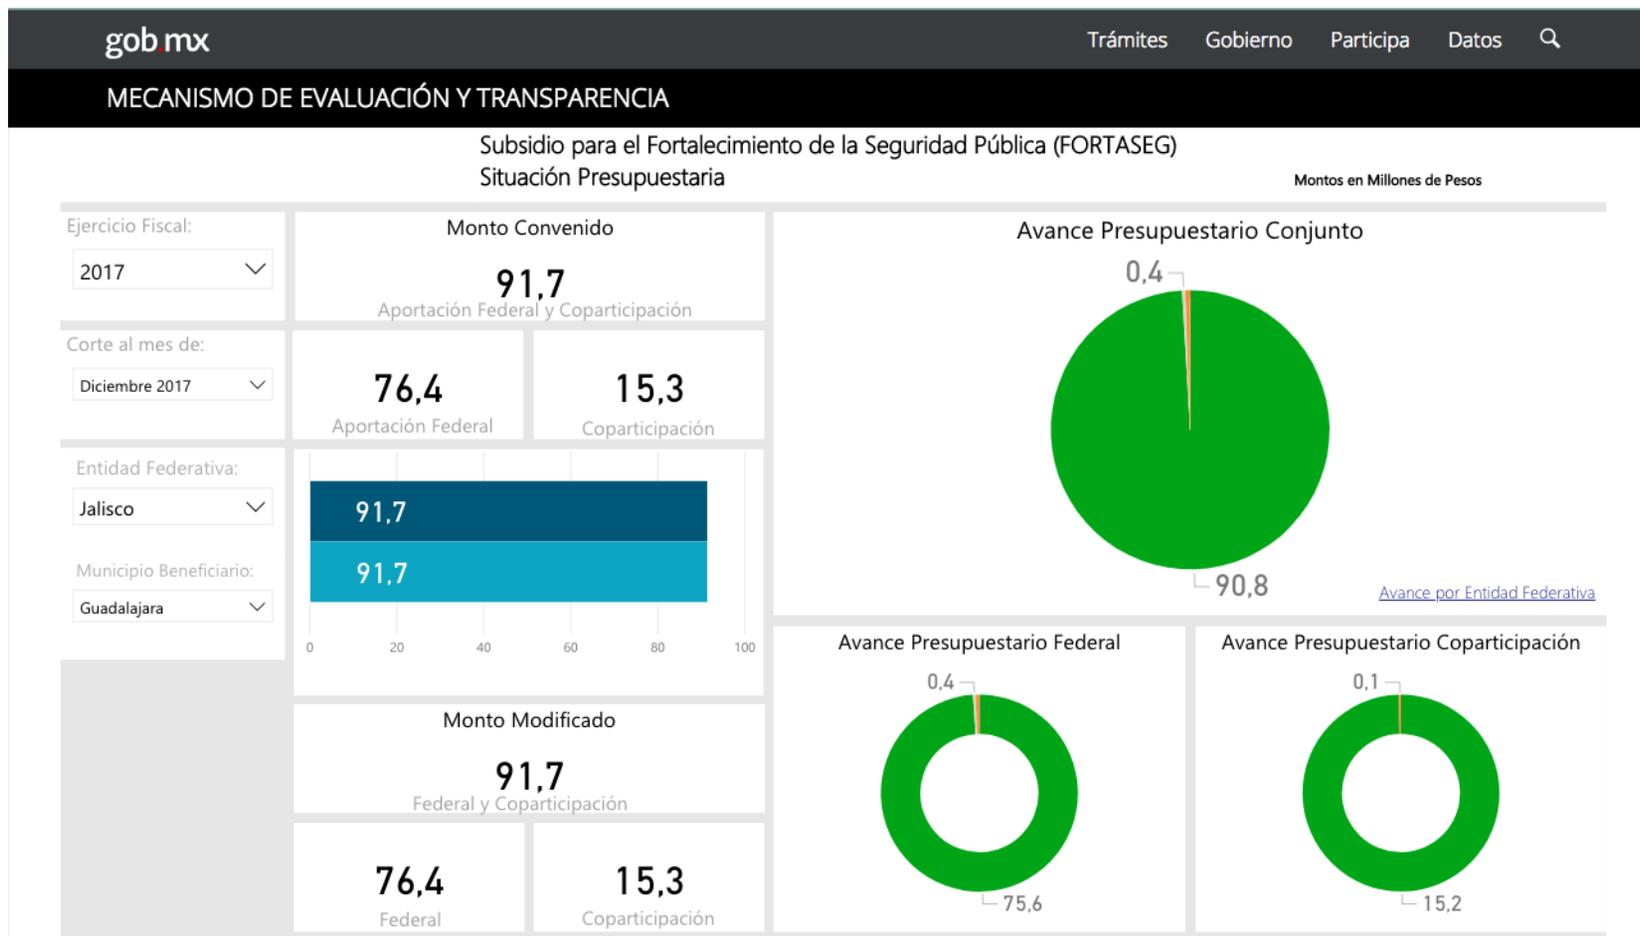 gob.mx
Trámites Gobierno Participa Datos
MECANISMO DE EVALUACIÓN Y TRANSPARENCIA
Subsidio para el Fortalecimiento de la Seguridad Pública (FORTASEG)
Situación Presupuestaria
Montos en Millones de Pesos
Ejercicio Fiscal:
2017
Corte al mes de:
Diciembre 2017
Entidad Federativa:
Jalisco
Municipio Beneficiario:
Guadalajara
Monto Convenido
91,7
Aportación Federal y Coparticipación
76,4
Aportación Federal
15,3
Coparticipación
91,7
91,7
0 20 40 60 80 100
Monto Modificado
91,7
Federal y Coparticipación
76,4
Federal
15,3
Coparticipación
Avance Presupuestario Conjunto
0,4
90,8
Avance por Entidad Federativa
Avance Presupuestario Federal
0,4
75,6
Avance Presupuestario Coparticipación
0,1
15,2